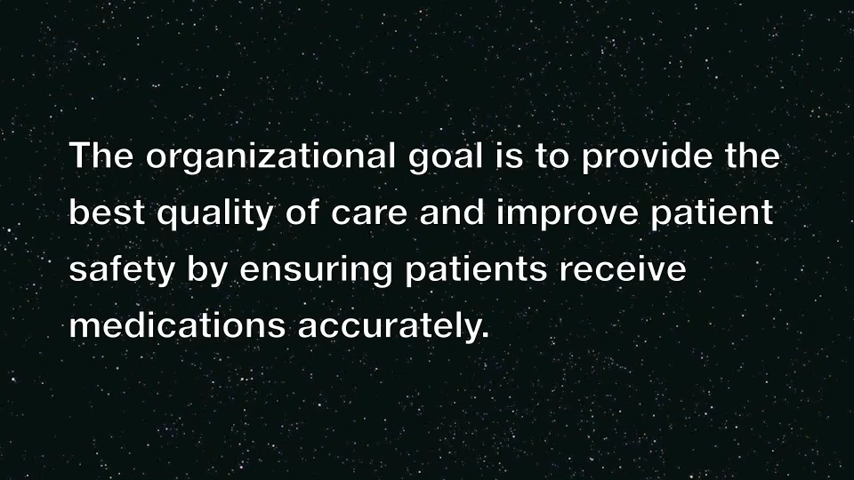 The organizational goal is to provide the
best quality of care and improve patient
safety by ensuring patients receive
medications accurately.